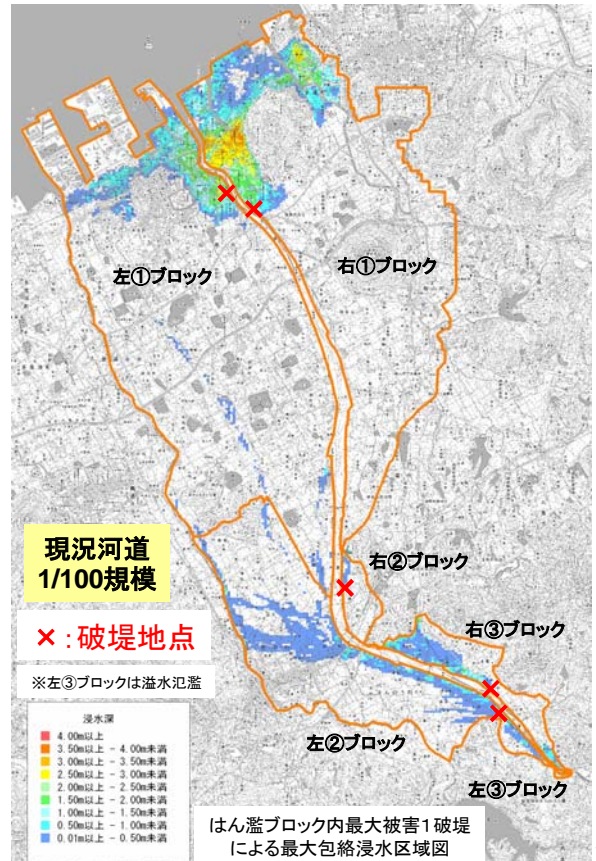 左①ブロック
右①ブロック
現況河道
1/100規模
右②ブロック
×:破堤地点
右③ブロック
※左③ブロックは溢水氾濫
左②ブロック
左③ブロック
浸水深
4.00m以上
3.50m以上 - 4.00m未満
3.00m以上 - 3.50m未満
2.50m以上 - 3.00m未満
2.00m以上 - 2.50m未満
1.50m以上 - 2.00m未満
1.00m以上 - 1.50m未満
0.50m以上 - 1.00m未満
0.01m以上 - 0.50m未満
はん濫ブロック内最大被害1破堤
による最大包絡浸水区域図